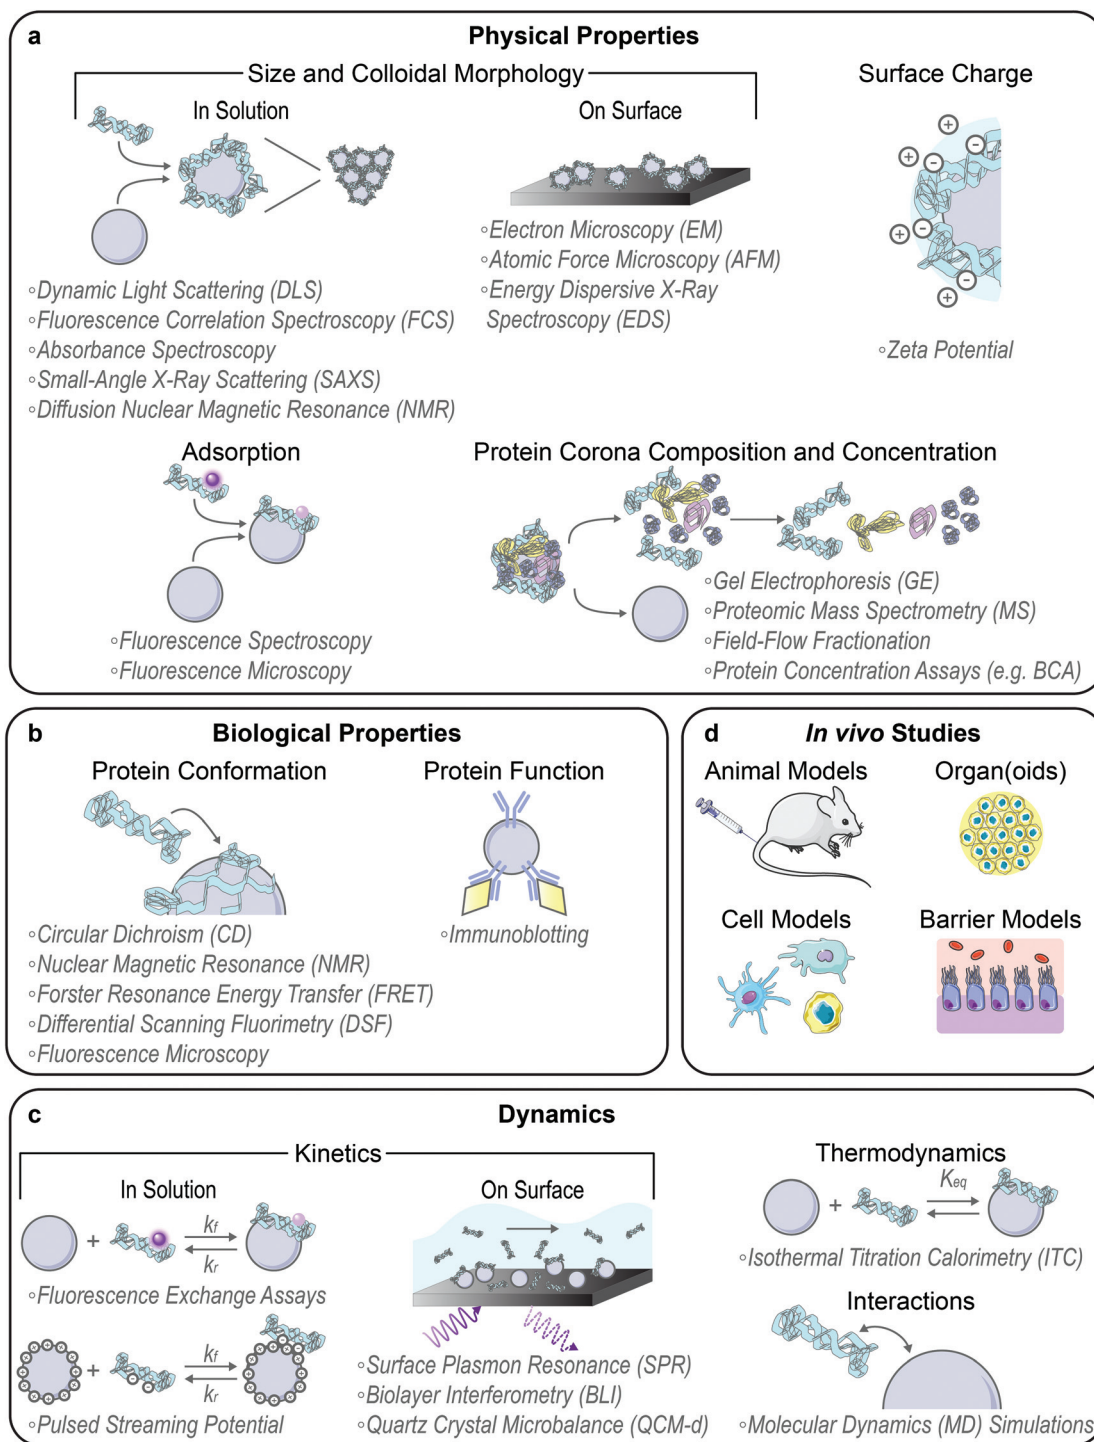 a
Physical Properties
Size and Colloidal Morphology
In Solution
◦Dynamic Light Scattering (DLS)
◦Fluorescence Correlation Spectroscopy (FCS)
◦Absorbance Spectroscopy
◦Small-Angle X-Ray Scattering (SAXS)
◦Diffusion Nuclear Magnetic Resonance (NMR)
On Surface
◦Electron Microscopy (EM)
◦Atomic Force Microscopy (AFM)
◦Energy Dispersive X-Ray
Spectroscopy (EDS)
Surface Charge
+
+
−
−
+
−
−
+
◦Zeta Potential
Adsorption
◦Fluorescence Spectroscopy
◦Fluorescence Microscopy
Protein Corona Composition and Concentration
◦Gel Electrophoresis (GE)
◦Proteomic Mass Spectrometry (MS)
◦Field-Flow Fractionation
◦Protein Concentration Assays (e.g. BCA)
b
Biological Properties
Protein Conformation
◦Circular Dichroism (CD)
◦Nuclear Magnetic Resonance (NMR)
◦Forster Resonance Energy Transfer (FRET)
◦Differential Scanning Fluorimetry (DSF)
◦Fluorescence Microscopy
Protein Function
◦Immunoblotting
d
In vivo Studies
Animal Models
Organ(oids)
Cell Models
Barrier Models
c
Dynamics
Kinetics
In Solution
+
kf
kr
◦Fluorescence Exchange Assays
+
kf
kr
◦Pulsed Streaming Potential
On Surface
◦Surface Plasmon Resonance (SPR)
◦Biolayer Interferometry (BLI)
◦Quartz Crystal Microbalance (QCM-d)
Thermodynamics
+
Keq
◦Isothermal Titration Calorimetry (ITC)
Interactions
◦Molecular Dynamics (MD) Simulations